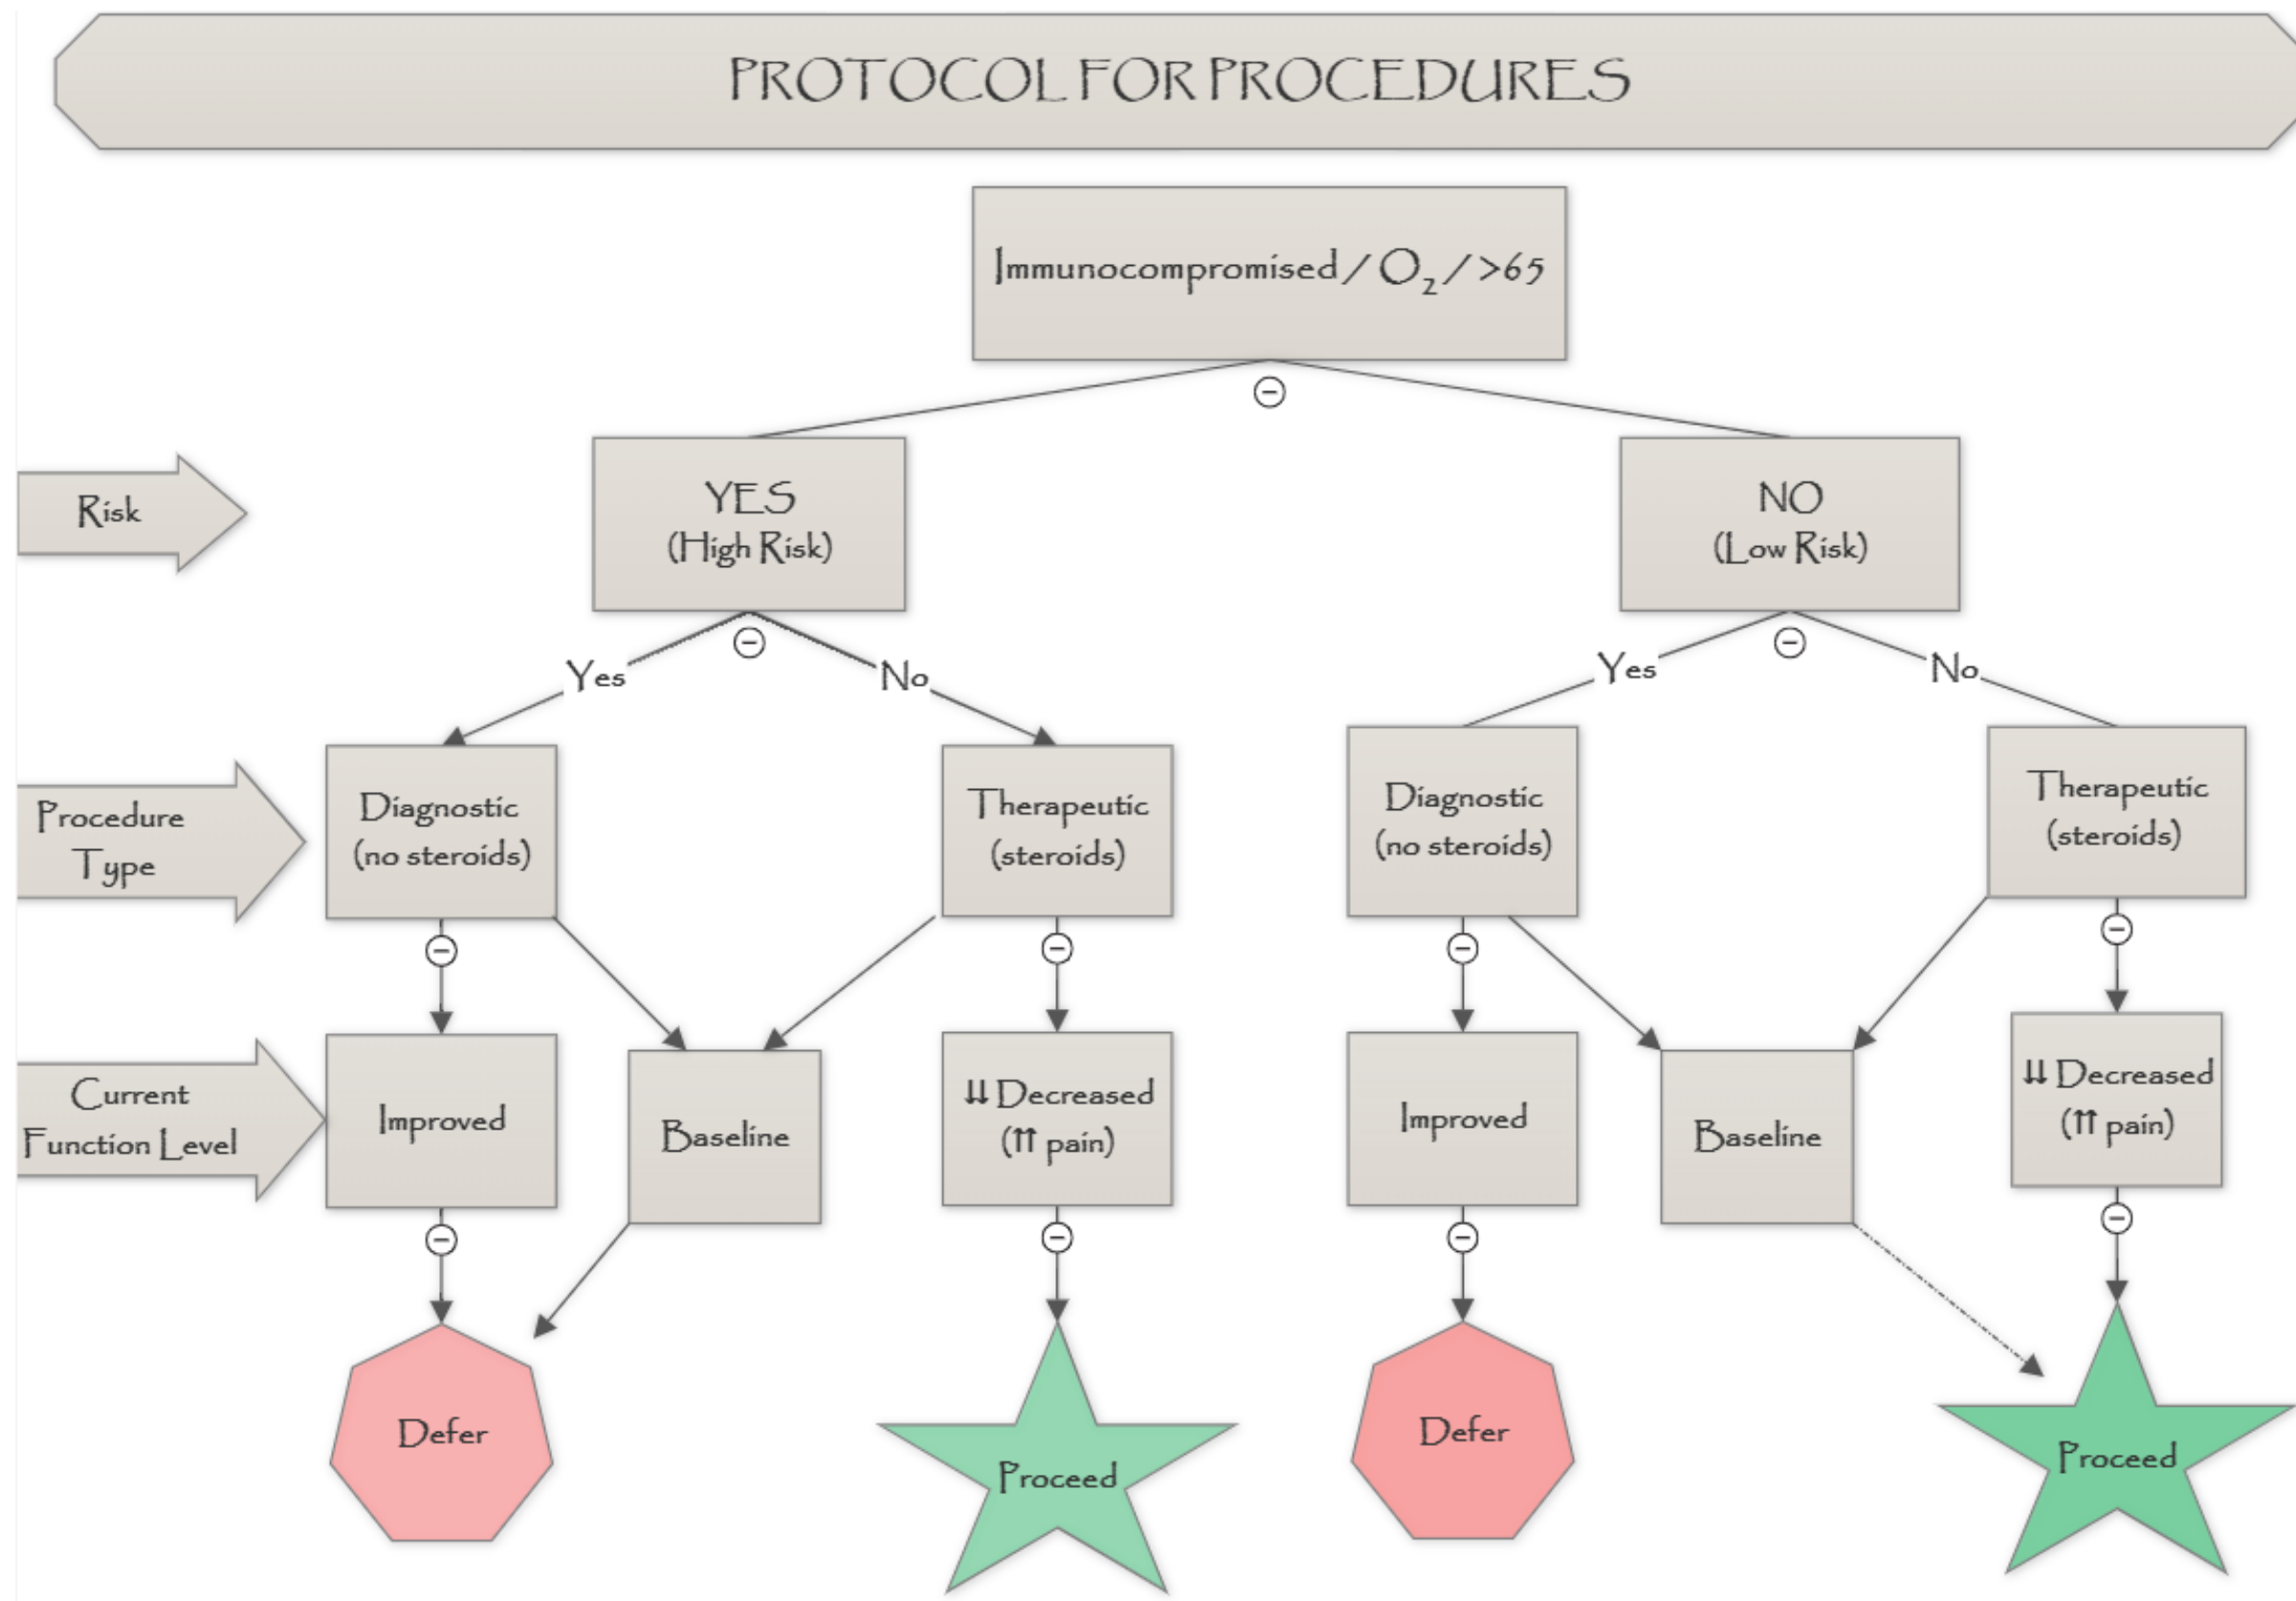 PROTOCOL FOR PROCEDURES
Immunocompromised / O₂ / >65
Risk
YES
(High Risk)
NO
(Low Risk)
Yes
No
Yes
No
Procedure
Type
Diagnostic
(no steroids)
Therapeutic
(steroids)
Diagnostic
(no steroids)
Therapeutic
(steroids)
Current
Function Level
Improved
Baseline
⇊ Decreased
(⇈ pain)
Improved
Baseline
⇊ Decreased
(⇈ pain)
Defer
Proceed
Defer
Proceed